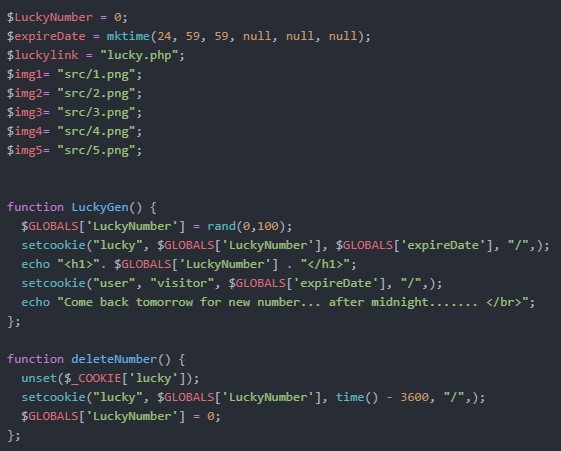 $LuckyNumber = 0;
$expireDate = mktime(24, 59, 59, null, null, null);
$luckylink = "lucky.php";
$img1= "src/1.png";
$img2= "src/2.png";
$img3= "src/3.png";
$img4= "src/4.png";
$img5= "src/5.png";
function LuckyGen() {
$GLOBALS['LuckyNumber'] = rand(0,100);
setcookie("lucky", $GLOBALS['LuckyNumber'], $GLOBALS['expireDate'], "/",);
echo "<h1>". $GLOBALS['LuckyNumber'] . "</h1>";
setcookie("user", "visitor", $GLOBALS['expireDate'], "/",);
echo "Come back tomorrow for new number... after midnight....... </br>";
};
function deleteNumber() {
unset($_COOKIE['lucky']);
setcookie("lucky", $GLOBALS['LuckyNumber'], time() - 3600, "/",);
$GLOBALS['LuckyNumber'] = 0;
};